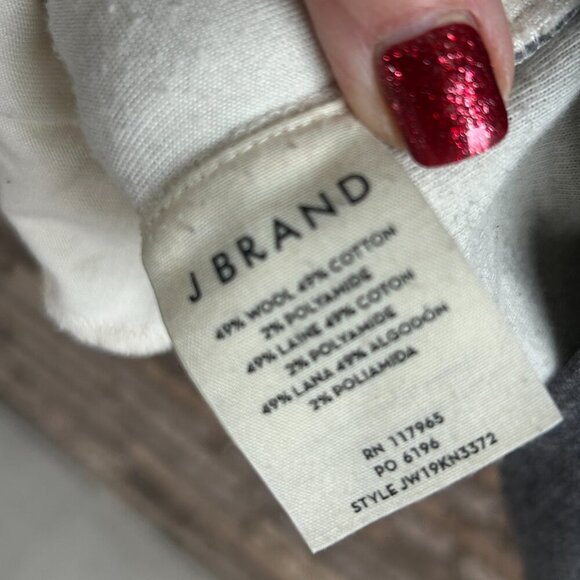 J BRAND
49% WOOL 49% COTTON
2% POLYAMIDE
49% LAINE 49% COTON
2% POLYAMIDE
49% LANA 49% ALGODÓN
2% POLIAMIDA
RN 117965
PO 6196
STYLE JW19KN3372